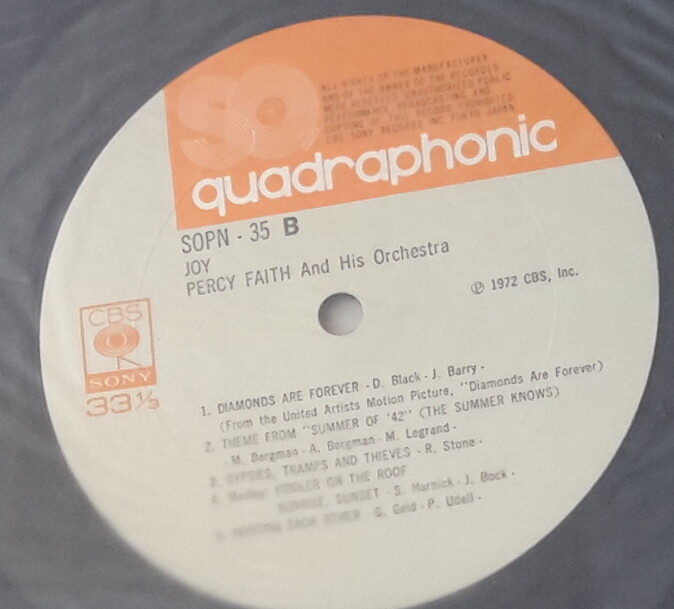 SQ
ALL RIGHTS OF THE MANUFACTURER
AND OF THE OWNER OF THE RECORDED
WORK RESERVED. UNAUTHORIZED PUBLIC
PERFORMANCE, BROADCASTING AND
COPYING OF THIS RECORD PROHIBITED
CBS SONY RECORDS INC. TOKYO JAPAN.
quadraphonic
SOPN - 35 B
JOY
PERCY FAITH And His Orchestra
℗ 1972 CBS, Inc.
CBS
SONY
33 1/3
1. DIAMONDS ARE FOREVER - D. Black - J. Barry -
(From the United Artists Motion Picture, "Diamonds Are Forever)
2. THEME FROM "SUMMER OF '42" (THE SUMMER KNOWS)
- M. Bergman - A. Bergman - M. Legrand -
3. GYPSIES, TRAMPS AND THIEVES - R. Stone -
4. Medley: FIDDLER ON THE ROOF
SUNRISE, SUNSET - S. Harnick - J. Bock -
EACH OTHER - G. Geld - P. Udell -